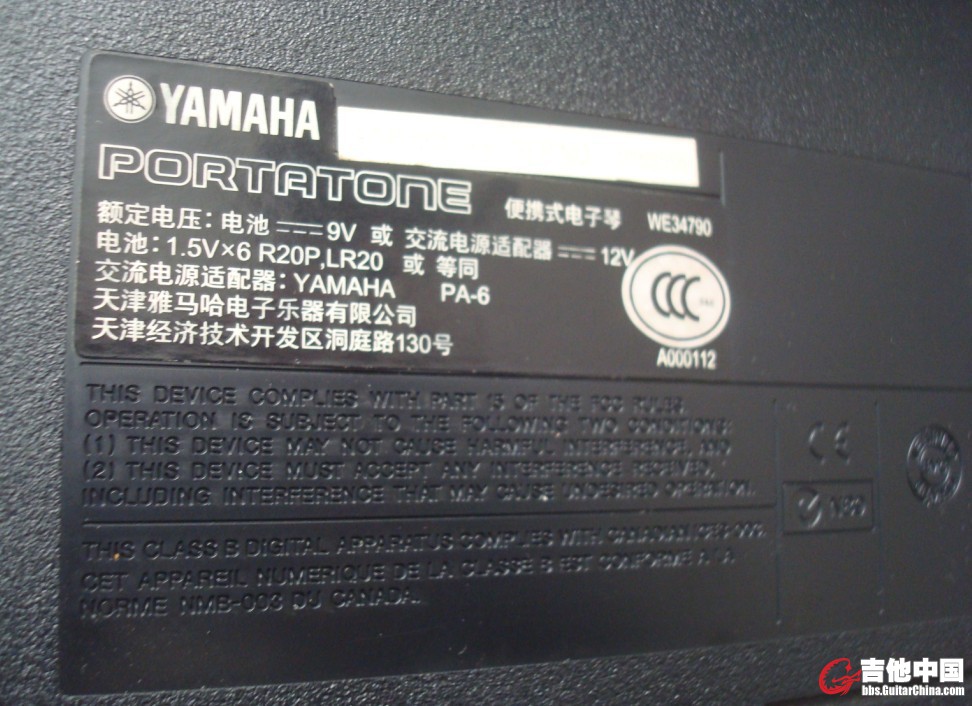 YAMAHA
PORTATONE
便携式电子琴 WE34790
额定电压：电池 ⎓ 9V 或 交流电源适配器 ⎓ 12V
电池：1.5V×6 R20P,LR20 或 等同
交流电源适配器：YAMAHA PA-6
天津雅马哈电子乐器有限公司
天津经济技术开发区洞庭路130号
CCC
A000112
THIS DEVICE COMPLIES WITH PART 15 OF THE FCC RULES.
OPERATION IS SUBJECT TO THE FOLLOWING TWO CONDITIONS:
(1) THIS DEVICE MAY NOT CAUSE HARMFUL INTERFERENCE, AND
(2) THIS DEVICE MUST ACCEPT ANY INTERFERENCE RECEIVED,
INCLUDING INTERFERENCE THAT MAY CAUSE UNDESIRED OPERATION.
CE
THIS CLASS B DIGITAL APPARATUS COMPLIES WITH CANADIAN ICES-003.
CET APPAREIL NUMERIQUE DE LA CLASSE B EST CONFORME A LA
NORME NMB-003 DU CANADA.
吉他中国
bbs.GuitarChina.com